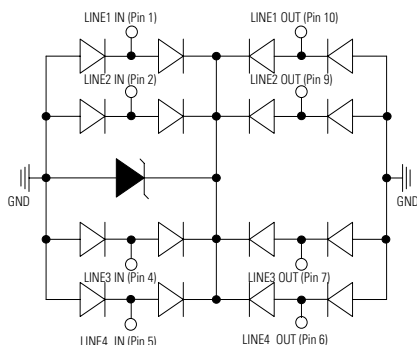 LINE1 IN (Pin 1)
LINE1 OUT (Pin 10)
LINE2 IN (Pin 2)
LINE2 OUT (Pin 9)
GND
GND
LINE3 IN (Pin 4)
LINE3 OUT (Pin 7)
LINE4 IN (Pin 5)
LINE4 OUT (Pin 6)